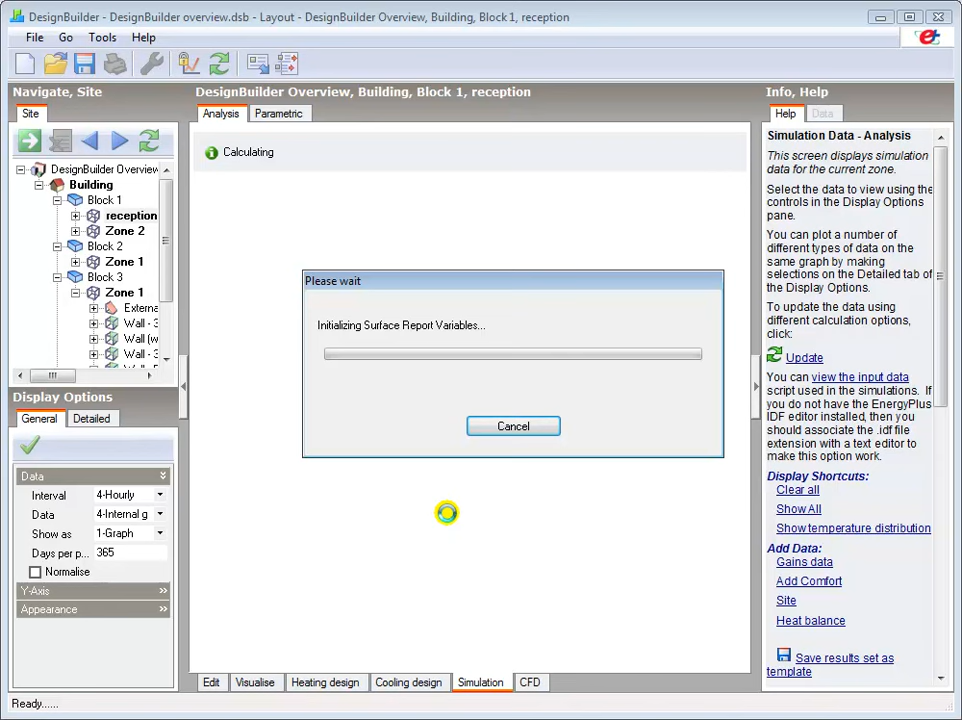 DesignBuilder - DesignBuilder overview.dsb - Layout - DesignBuilder Overview, Building, Block 1, reception
File Go Tools Help
Navigate, Site
Site
DesignBuilder Overview
Building
Block 1
reception
Zone 2
Block 2
Zone 1
Block 3
Zone 1
Externa
Wall - 3
Wall (w
Wall - 3
Display Options
General Detailed
Data
Interval 4-Hourly
Data 4-Internal g
Show as 1-Graph
Days per p... 365
Normalise
Y-Axis
Appearance
DesignBuilder Overview, Building, Block 1, reception
Analysis Parametric
Calculating
Please wait
Initializing Surface Report Variables...
Cancel
Edit Visualise Heating design Cooling design Simulation CFD
Info, Help
Help Data
Simulation Data - Analysis
This screen displays simulation
data for the current zone.
Select the data to view using the
controls in the Display Options
pane.
You can plot a number of
different types of data on the
same graph by making
selections on the Detailed tab of
the Display Options.
To update the data using
different calculation options,
click:
Update
You can view the input data
script used in the simulations. If
you do not have the EnergyPlus
IDF editor installed, then you
should associate the .idf file
extension with a text editor to
make this option work.
Display Shortcuts:
Clear all
Show All
Show temperature distribution
Add Data:
Gains data
Add Comfort
Site
Heat balance
Save results set as
template
Ready......